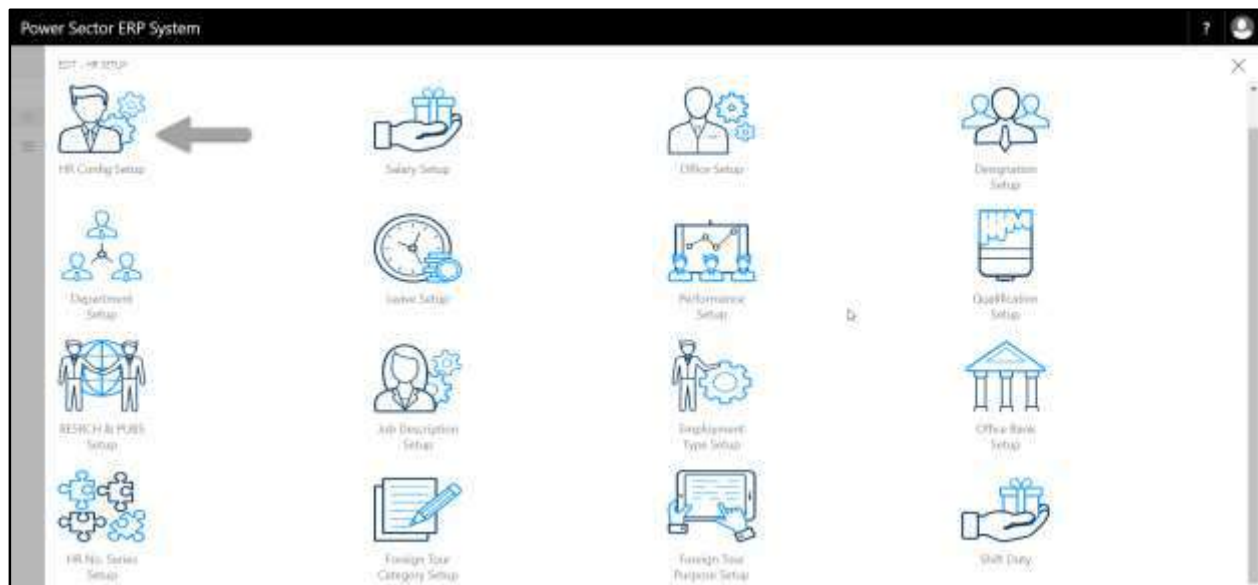 Power Sector ERP System ?
EDIT - HR SETUP
HR Config Setup
Salary Setup
Office Setup
Designation
Setup
Department
Setup
Leave Setup
Performance
Setup
Qualification
Setup
RESRCH & PUBS
Setup
Job Description
Setup
Employment
Type Setup
Office Bank
Setup
HR No. Series
Setup
Foreign Tour
Category Setup
Foreign Tour
Purpose Setup
Shift Duty